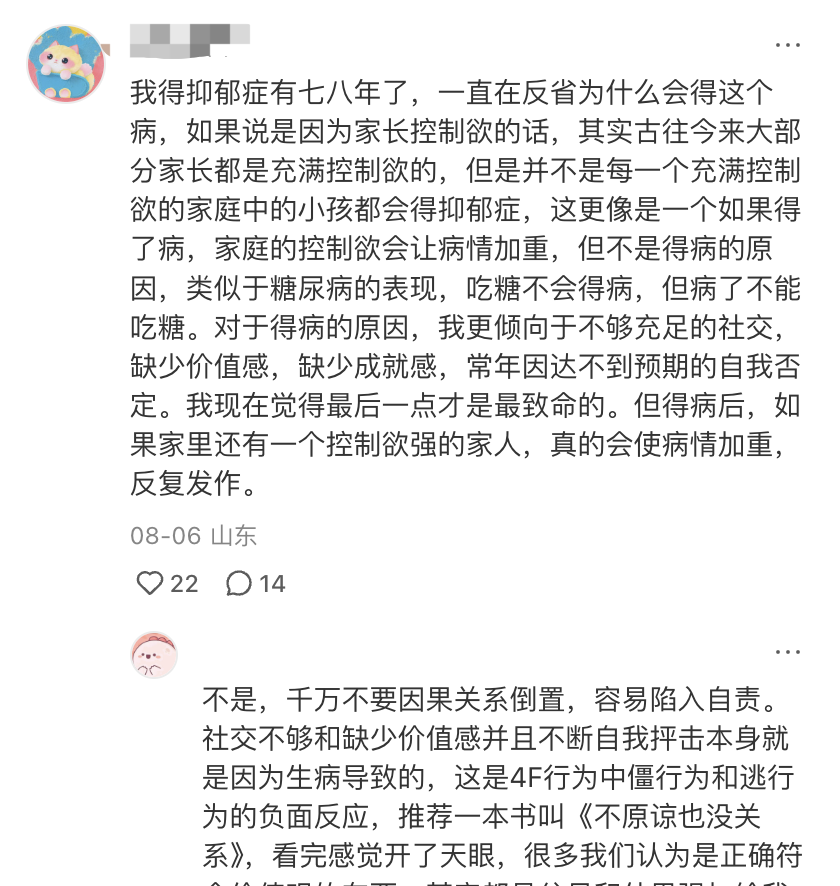 我得抑郁症有七八年了，一直在反省为什么会得这个
病，如果说是因为家长控制欲的话，其实古往今来大部
分家长都是充满控制欲的，但是并不是每一个充满控制
欲的家庭中的小孩都会得抑郁症，这更像是一个如果得
了病，家庭的控制欲会让病情加重，但不是得病的原
因，类似于糖尿病的表现，吃糖不会得病，但病了不能
吃糖。对于得病的原因，我更倾向于不够充足的社交，
缺少价值感，缺少成就感，常年因达不到预期的自我否
定。我现在觉得最后一点才是最致命的。但得病后，如
果家里还有一个控制欲强的家人，真的会使病情加重，
反复发作。
08-06 山东
22 14
不是，千万不要因果关系倒置，容易陷入自责。
社交不够和缺少价值感并且不断自我抨击本身就
是因为生病导致的，这是4F行为中僵行为和逃行
为的负面反应，推荐一本书叫《不原谅也没关
系》，看完感觉开了天眼，很多我们认为是正确符